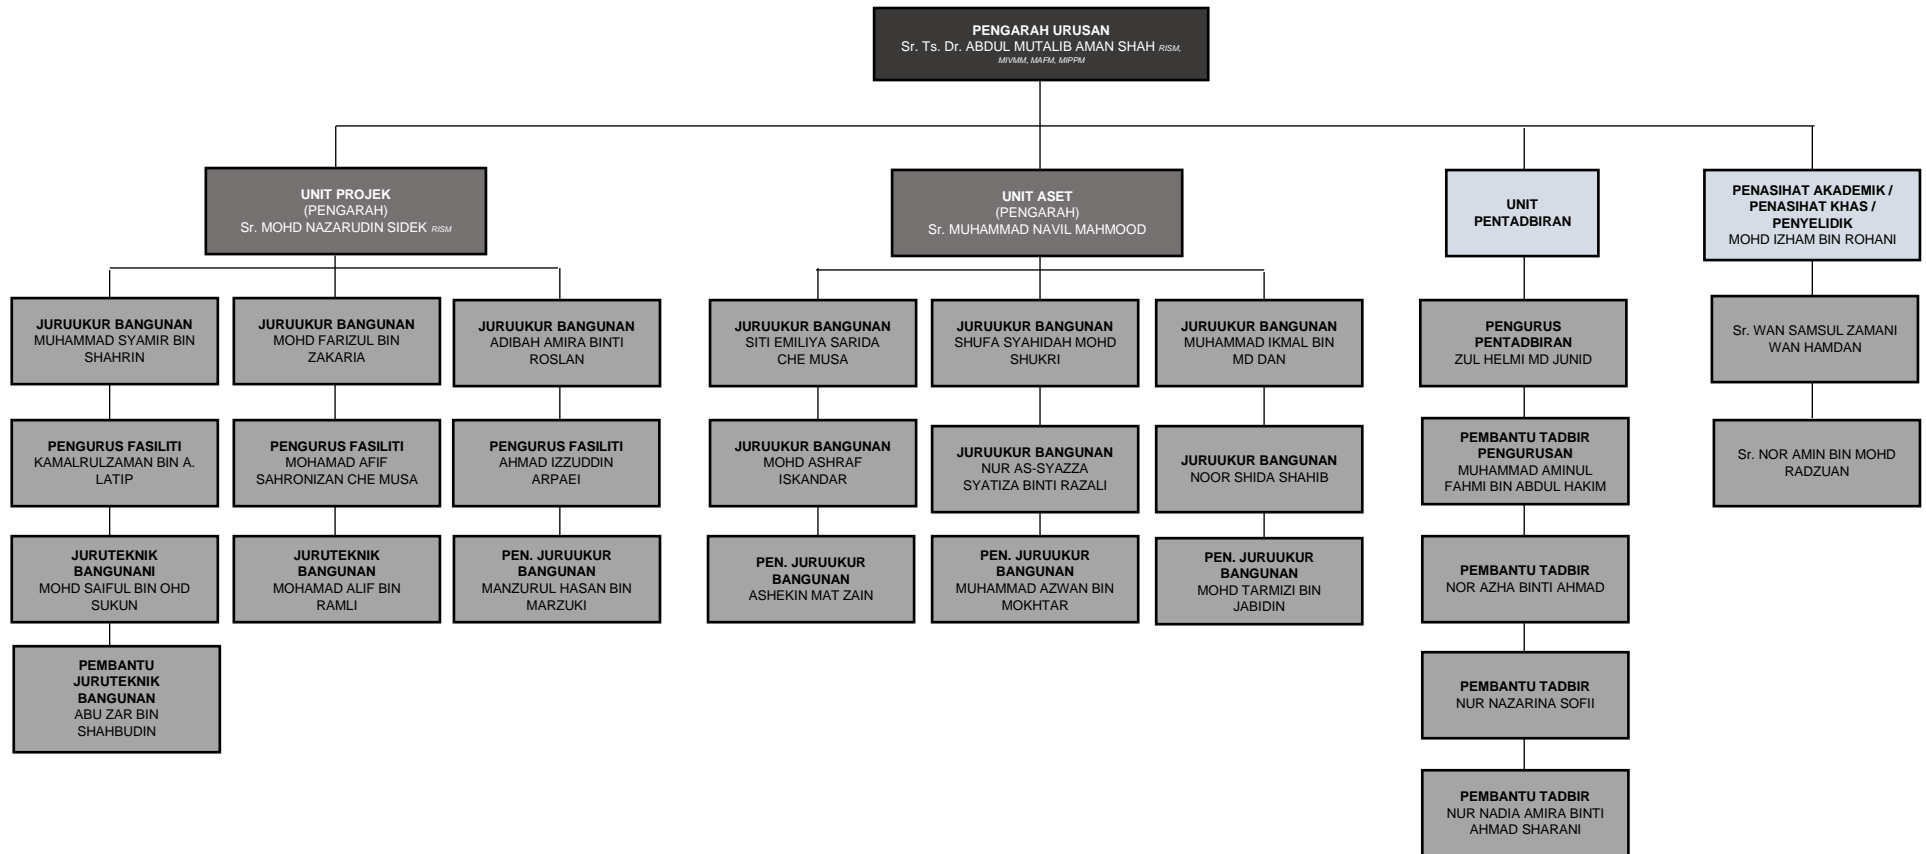 PENGARAH URUSAN
Sr. Ts. Dr. ABDUL MUTALIB AMAN SHAH RISM,
MIVMM, MAFM, MIPPM
UNIT PROJEK
(PENGARAH)
Sr. MOHD NAZARUDIN SIDEK RISM
UNIT ASET
(PENGARAH)
Sr. MUHAMMAD NAVIL MAHMOOD
UNIT
PENTADBIRAN
PENASIHAT AKADEMIK /
PENASIHAT KHAS /
PENYELIDIK
MOHD IZHAM BIN ROHANI
JURUUKUR BANGUNAN
MUHAMMAD SYAMIR BIN
SHAHRIN
JURUUKUR BANGUNAN
MOHD FARIZUL BIN
ZAKARIA
JURUUKUR BANGUNAN
ADIBAH AMIRA BINTI
ROSLAN
JURUUKUR BANGUNAN
SITI EMILIYA SARIDA
CHE MUSA
JURUUKUR BANGUNAN
SHUFA SYAHIDAH MOHD
SHUKRI
JURUUKUR BANGUNAN
MUHAMMAD IKMAL BIN
MD DAN
PENGURUS
PENTADBIRAN
ZUL HELMI MD JUNID
Sr. WAN SAMSUL ZAMANI
WAN HAMDAN
PENGURUS FASILITI
KAMALRULZAMAN BIN A.
LATIP
PENGURUS FASILITI
MOHAMAD AFIF
SAHRONIZAN CHE MUSA
PENGURUS FASILITI
AHMAD IZZUDDIN
ARPAEI
JURUUKUR BANGUNAN
MOHD ASHRAF
ISKANDAR
JURUUKUR BANGUNAN
NUR AS-SYAZZA
SYATIZA BINTI RAZALI
JURUUKUR BANGUNAN
NOOR SHIDA SHAHIB
PEMBANTU TADBIR
PENGURUSAN
MUHAMMAD AMINUL
FAHMI BIN ABDUL HAKIM
Sr. NOR AMIN BIN MOHD
RADZUAN
JURUTEKNIK
BANGUNANI
MOHD SAIFUL BIN OHD
SUKUN
JURUTEKNIK
BANGUNAN
MOHAMAD ALIF BIN
RAMLI
PEN. JURUUKUR
BANGUNAN
MANZURUL HASAN BIN
MARZUKI
PEN. JURUUKUR
BANGUNAN
ASHEKIN MAT ZAIN
PEN. JURUUKUR
BANGUNAN
MUHAMMAD AZWAN BIN
MOKHTAR
PEN. JURUUKUR
BANGUNAN
MOHD TARMIZI BIN
JABIDIN
PEMBANTU TADBIR
NOR AZHA BINTI AHMAD
PEMBANTU
JURUTEKNIK
BANGUNAN
ABU ZAR BIN
SHAHBUDIN
PEMBANTU TADBIR
NUR NAZARINA SOFII
PEMBANTU TADBIR
NUR NADIA AMIRA BINTI
AHMAD SHARANI